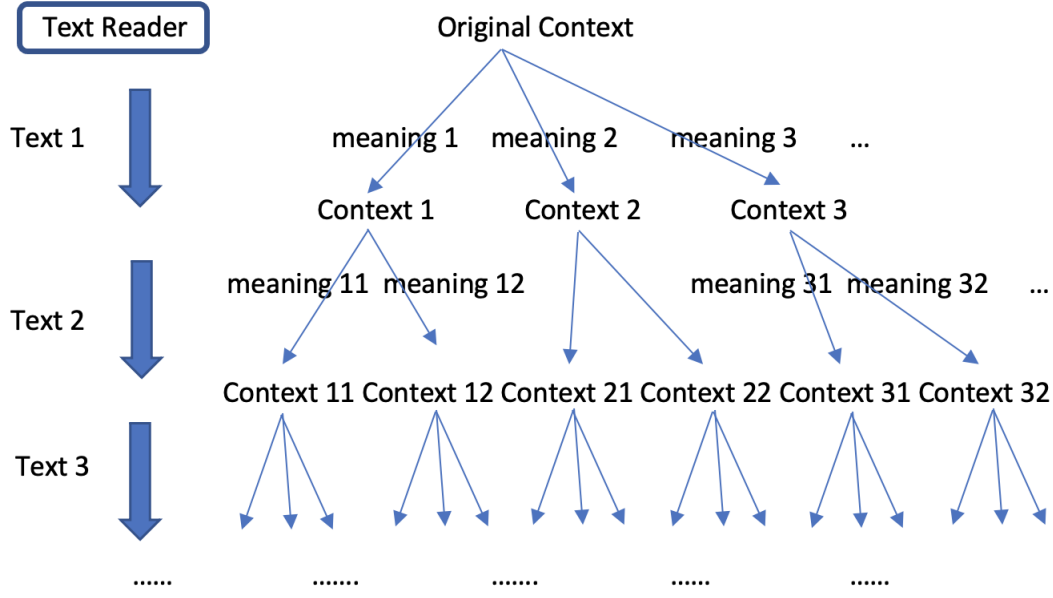 Text Reader Original Context
Text 1 meaning 1 meaning 2 meaning 3 ...
Context 1 Context 2 Context 3
meaning 11 meaning 12 meaning 31 meaning 32 ...
Text 2
Context 11 Context 12 Context 21 Context 22 Context 31 Context 32
Text 3
...... ....... ....... ...... ......